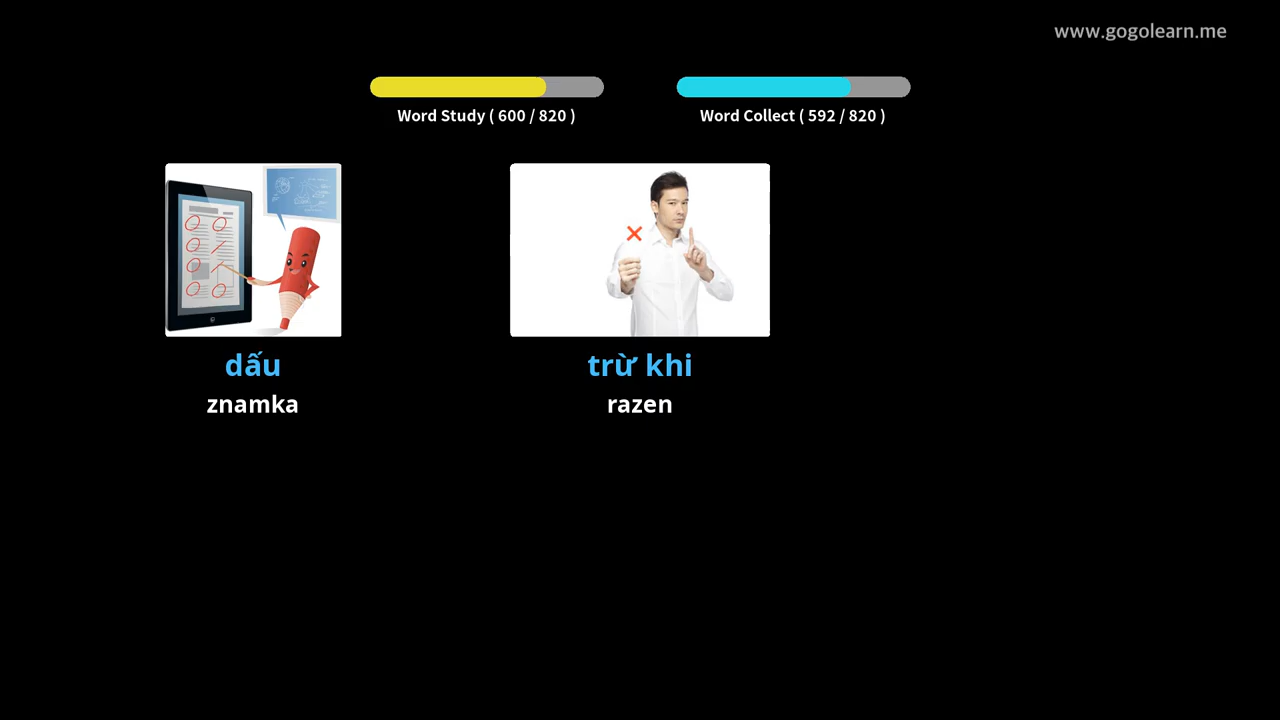 www.gogolearn.me
Word Study ( 600 / 820 )
Word Collect ( 592 / 820 )
dấu
znamka
trừ khi
razen